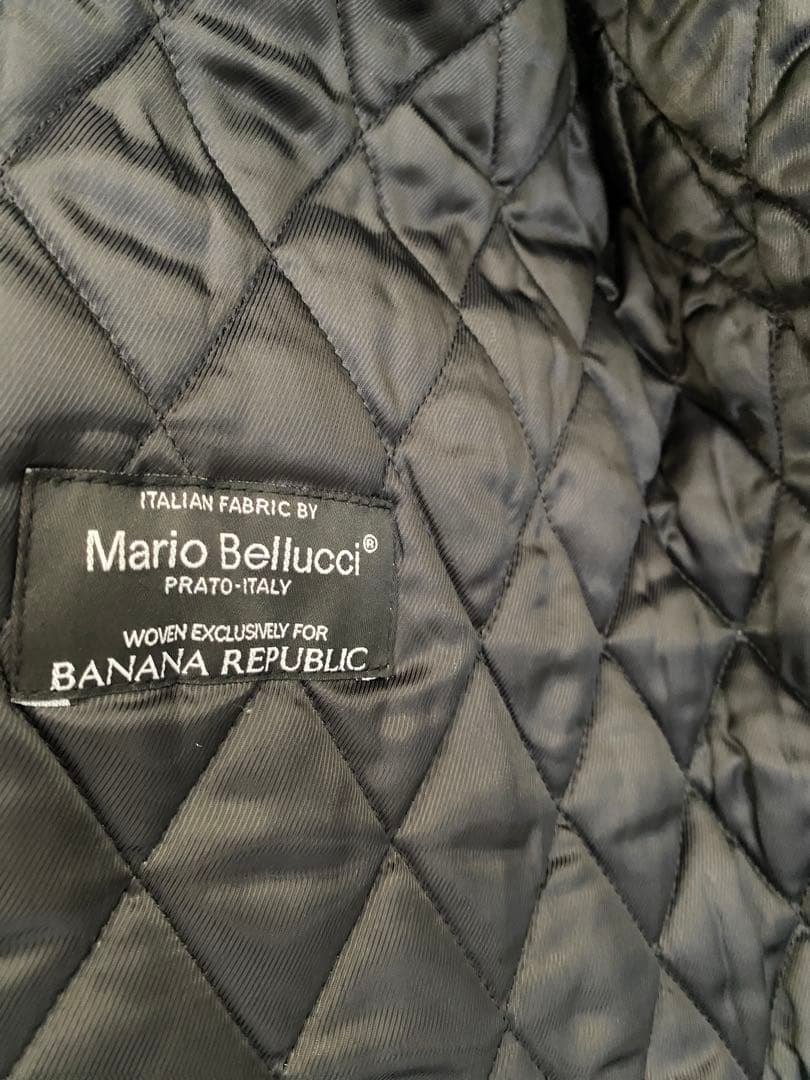 ITALIAN FABRIC BY
Mario Bellucci®
PRATO-ITALY
WOVEN EXCLUSIVELY FOR
BANANA REPUBLIC